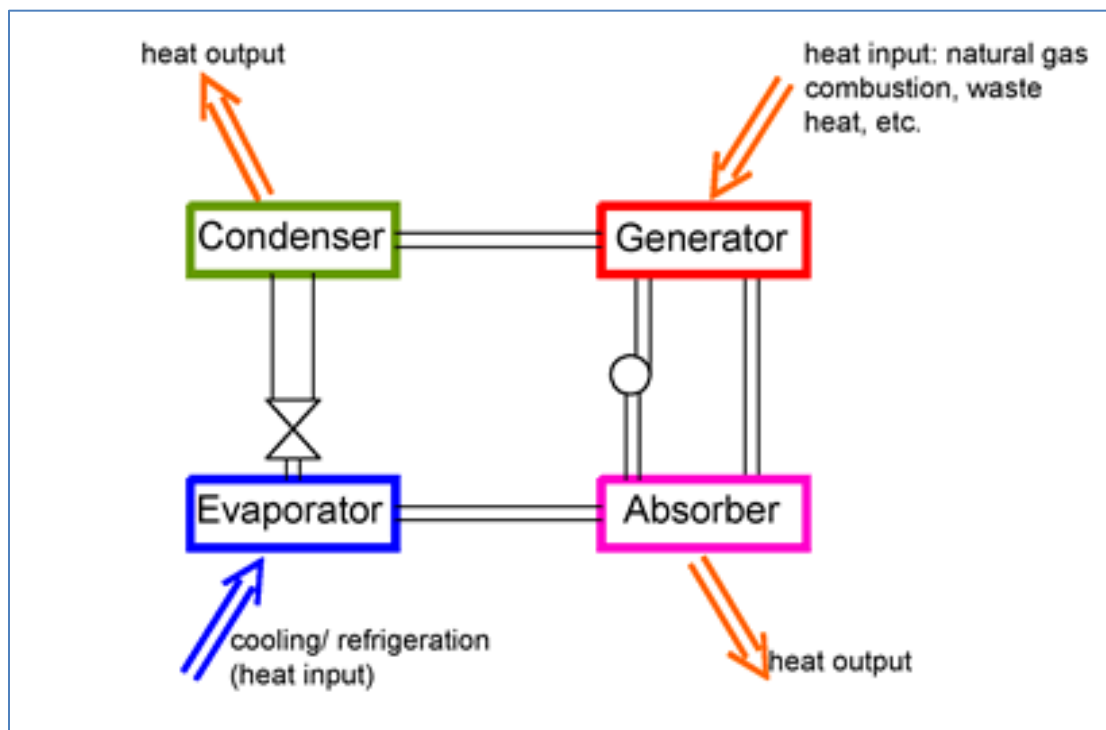 heat output
heat input: natural gas
combustion, waste
heat, etc.
Condenser
Generator
Evaporator
Absorber
cooling/ refrigeration
(heat input)
heat output